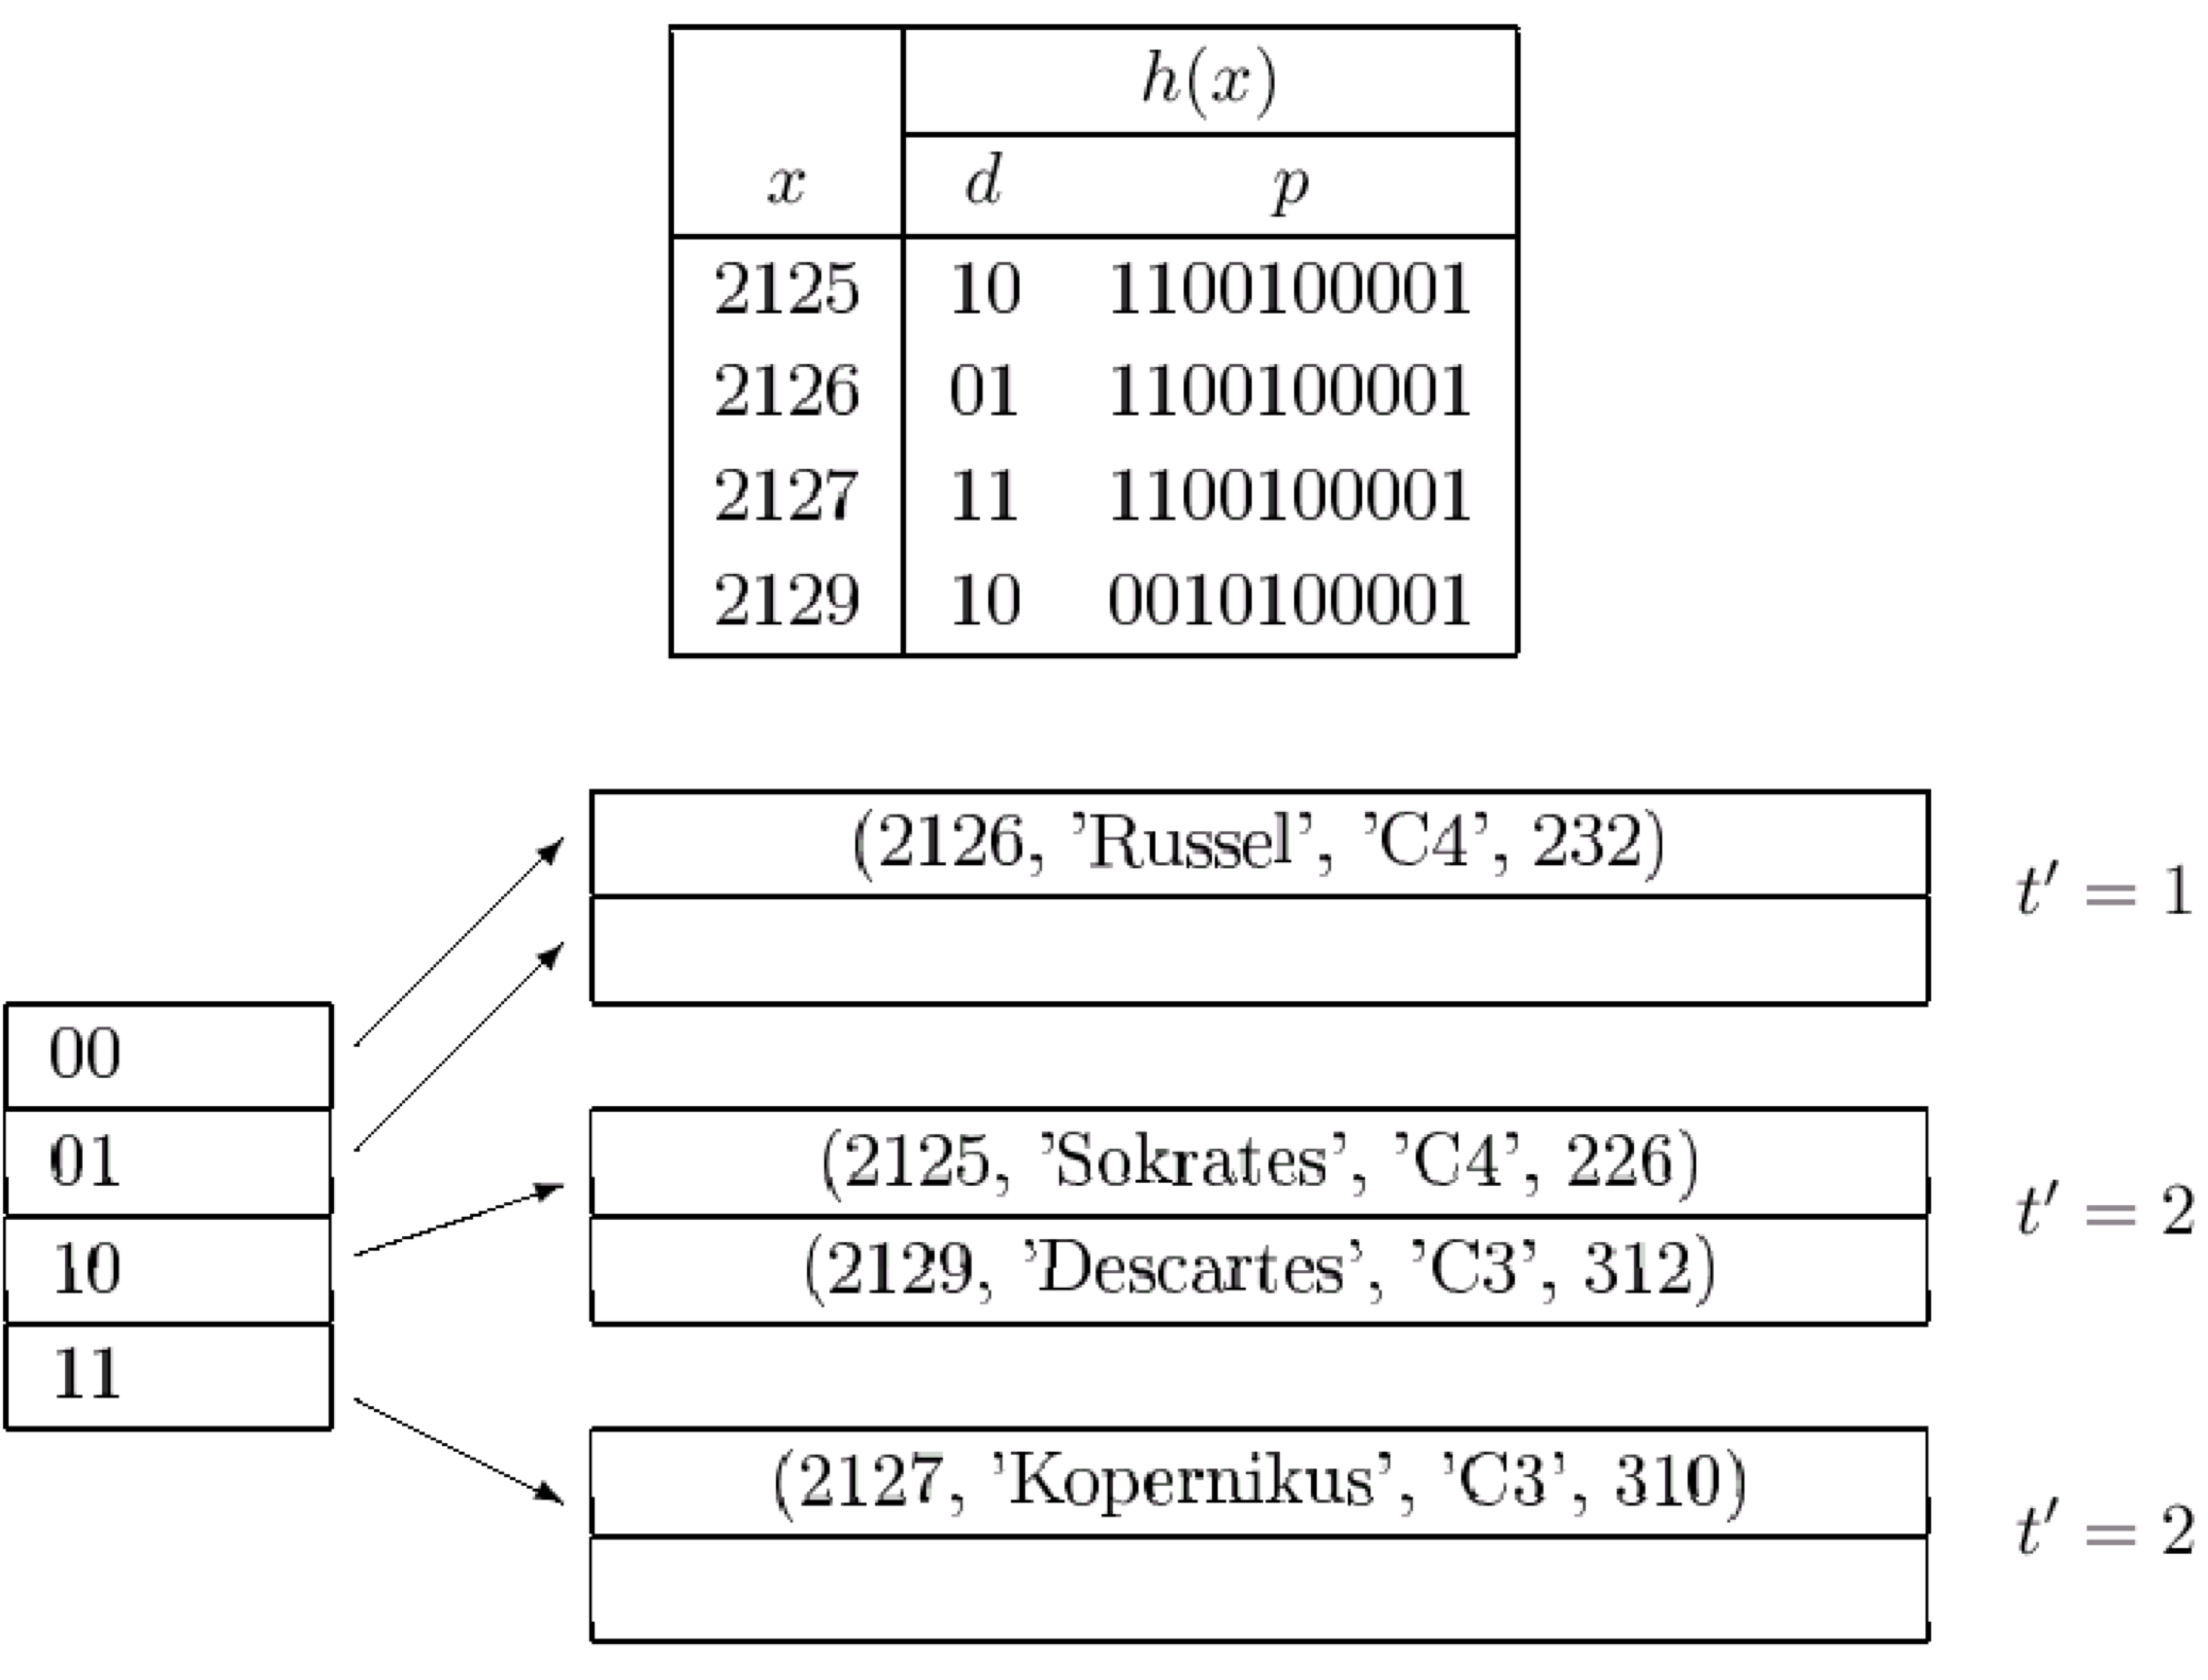 h(x)
x d p
2125 10 1100100001
2126 01 1100100001
2127 11 1100100001
2129 10 0010100001
(2126, ’Russel’, ’C4’, 232)
t′ = 1
00
01
10
11
(2125, ’Sokrates’, ’C4’, 226)
(2129, ’Descartes’, ’C3’, 312)
t′ = 2
(2127, ’Kopernikus’, ’C3’, 310)
t′ = 2